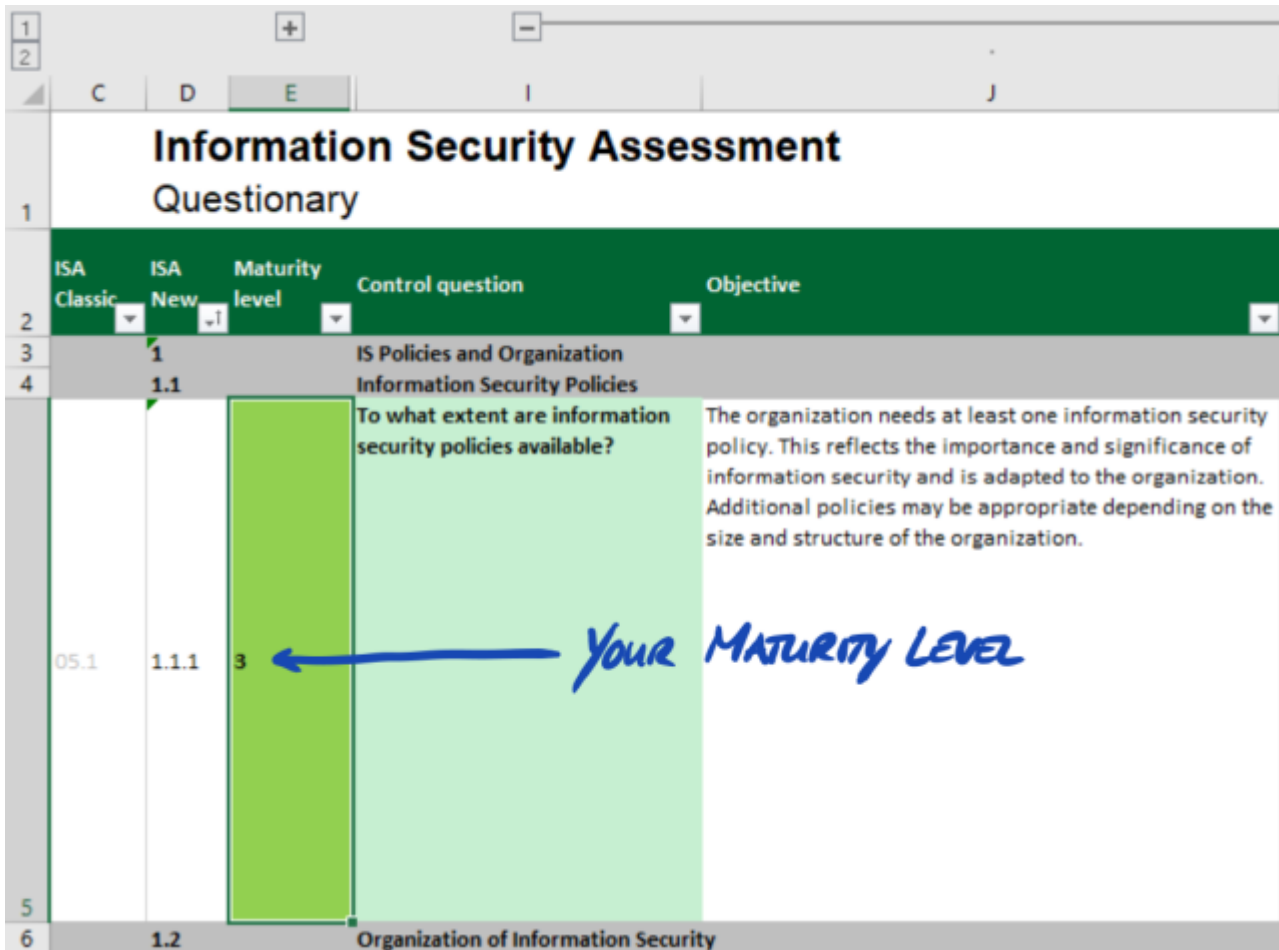 1
2
+
−
C D E I J
1
Information Security Assessment
Questionary
2
ISA Classic
ISA New
Maturity level
Control question
Objective
3
1
IS Policies and Organization
4
1.1
Information Security Policies
5
05.1
1.1.1
3
To what extent are information
security policies available?
The organization needs at least one information security
policy. This reflects the importance and significance of
information security and is adapted to the organization.
Additional policies may be appropriate depending on the
size and structure of the organization.
YOUR MATURITY LEVEL
6
1.2
Organization of Information Security